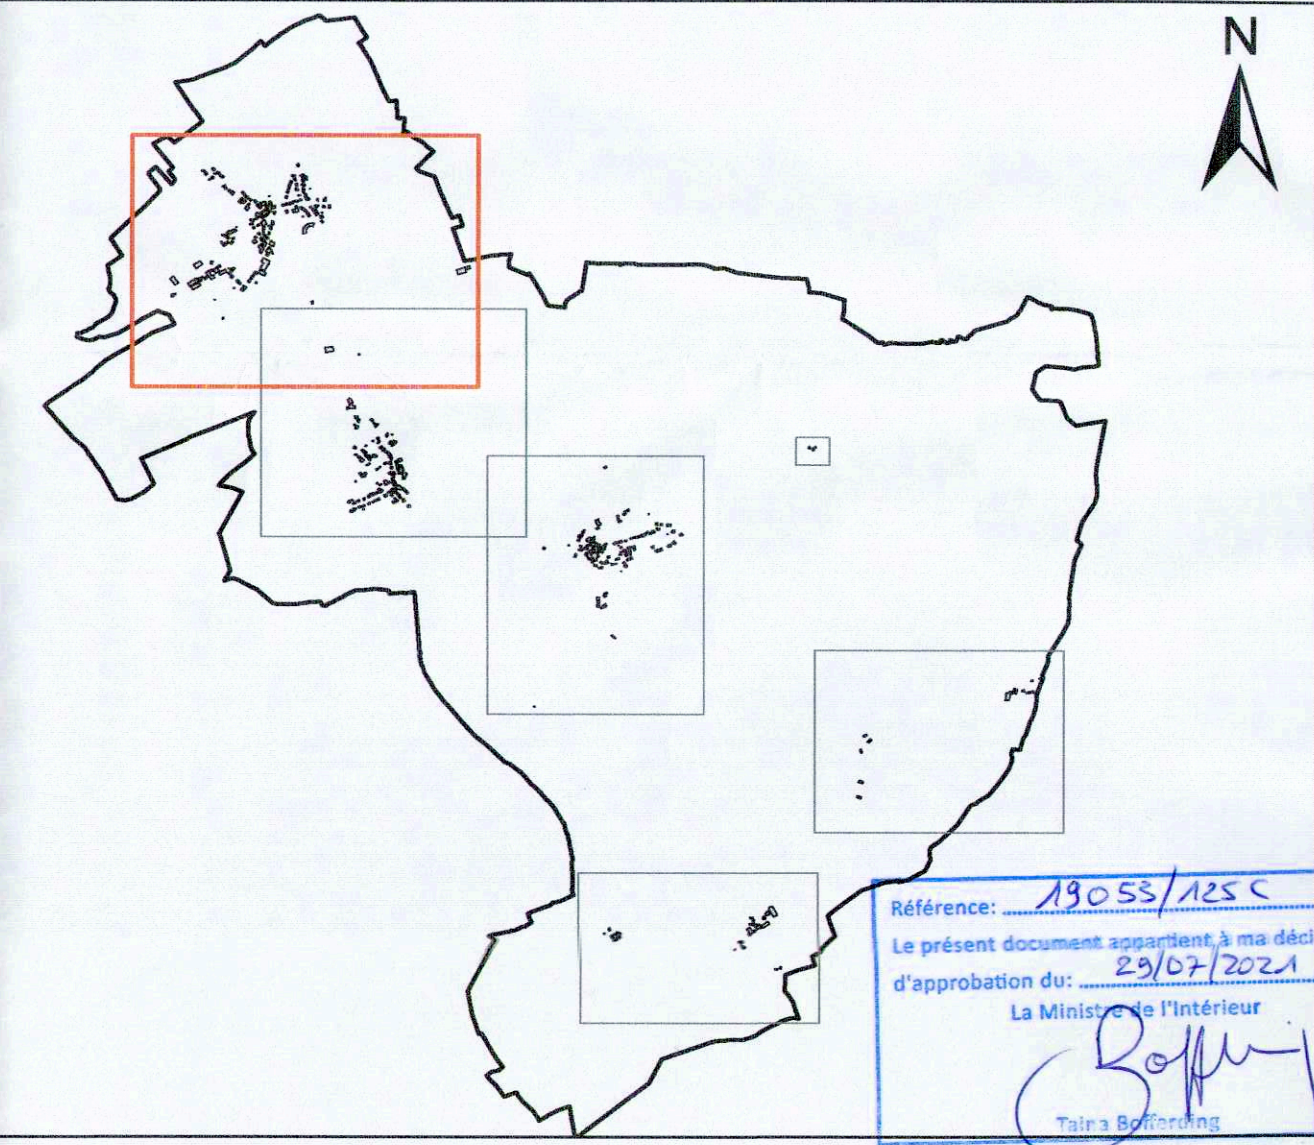 N
Référence: 19053/125C
Le présent document appartient à ma déci
d'approbation du: 29/07/2021
La Ministre de l'Intérieur
Taina Bofferding